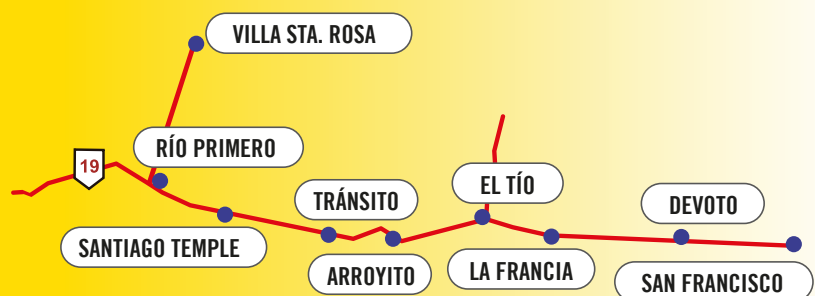 VILLA STA. ROSA
19
RÍO PRIMERO
SANTIAGO TEMPLE
TRÁNSITO
ARROYITO
EL TÍO
LA FRANCIA
DEVOTO
SAN FRANCISCO